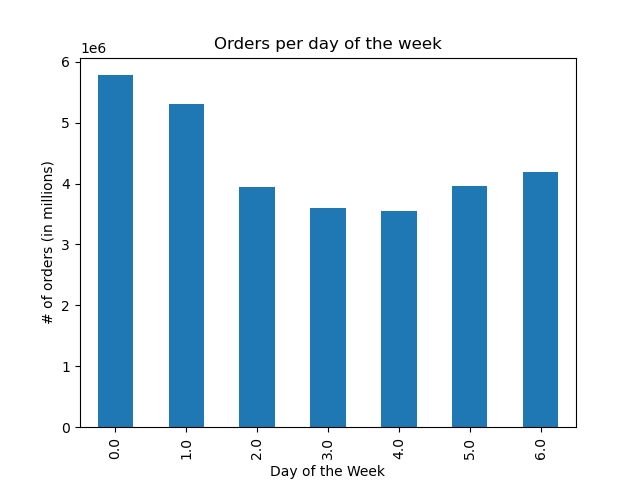 Orders per day of the week
1e6
6
5
4
3
2
1
0
# of orders (in millions)
0.0 1.0 2.0 3.0 4.0 5.0 6.0
Day of the Week